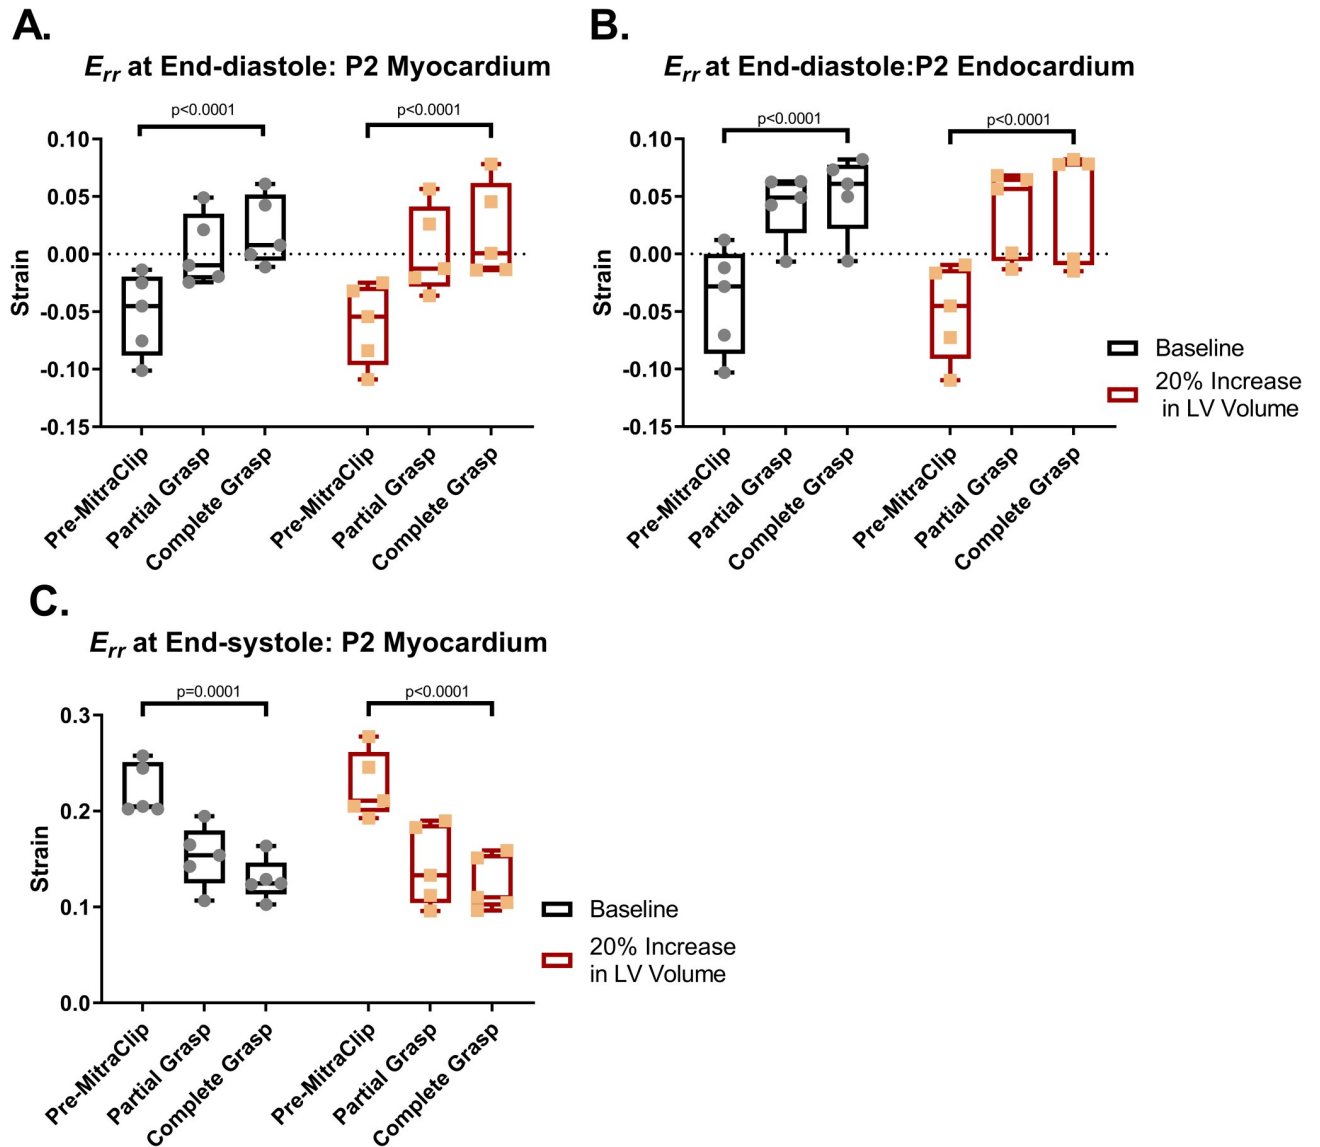 A.
Err at End-diastole: P2 Myocardium
p<0.0001
p<0.0001
0.10
0.05
0.00
-0.05
-0.10
-0.15
Strain
Pre-MitraClip
Partial Grasp
Complete Grasp
Pre-MitraClip
Partial Grasp
Complete Grasp
B.
Err at End-diastole:P2 Endocardium
p<0.0001
p<0.0001
0.10
0.05
0.00
-0.05
-0.10
-0.15
Strain
Pre-MitraClip
Partial Grasp
Complete Grasp
Pre-MitraClip
Partial Grasp
Complete Grasp
Baseline
20% Increase
in LV Volume
C.
Err at End-systole: P2 Myocardium
p=0.0001
p<0.0001
0.3
0.2
0.1
0.0
Strain
Pre-MitraClip
Partial Grasp
Complete Grasp
Pre-MitraClip
Partial Grasp
Complete Grasp
Baseline
20% Increase
in LV Volume